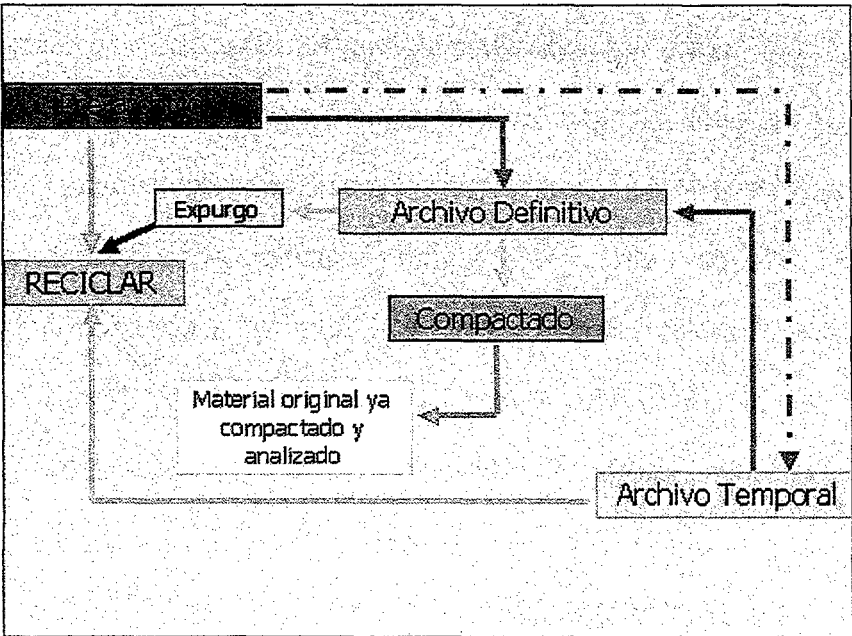 Expurgo
Archivo Definitivo
RECICLAR
Compactado
Material original ya
compactado y
analizado
Archivo Temporal